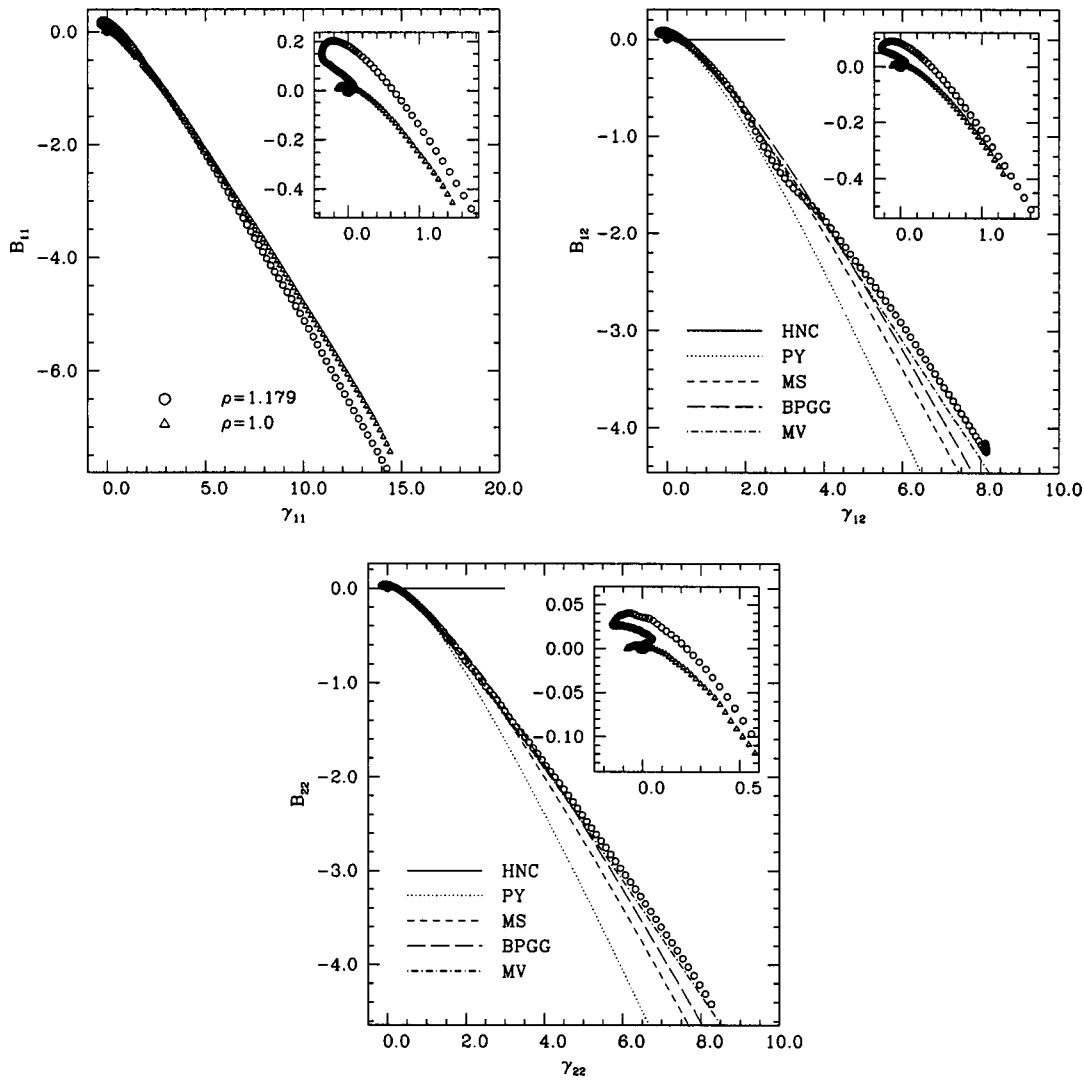 0.0
-2.0
-4.0
-6.0
B₁₁
0.0 5.0 10.0 15.0 20.0
γ₁₁
○ ρ=1.179
△ ρ=1.0
0.2
0.0
-0.2
-0.4
0.0 1.0
0.0
-1.0
-2.0
-3.0
-4.0
B₁₂
0.0 2.0 4.0 6.0 8.0 10.0
γ₁₂
HNC
PY
MS
BPGG
MV
0.0
-0.2
-0.4
0.0 1.0
0.0
-1.0
-2.0
-3.0
-4.0
B₂₂
0.0 2.0 4.0 6.0 8.0 10.0
γ₂₂
HNC
PY
MS
BPGG
MV
0.05
0.00
-0.05
-0.10
0.0 0.5